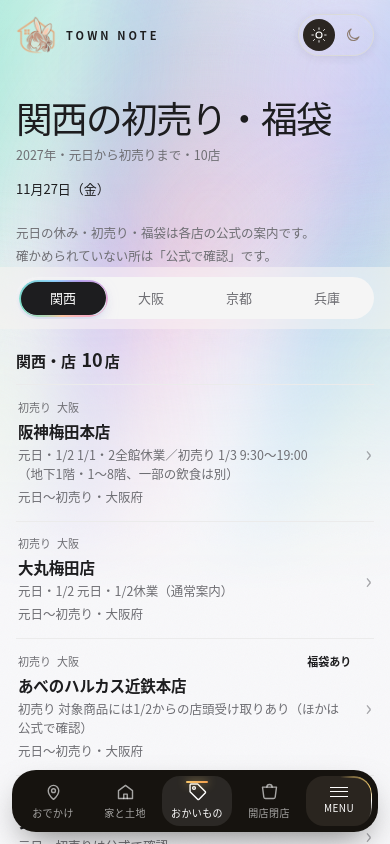 TOWN NOTE
関西の初売り・福袋
2027年・元日から初売りまで・10店
11月27日（金）
元日の休み・初売り・福袋は各店の公式の案内です。
確かめられていない所は「公式で確認」です。
関西 大阪 京都 兵庫
関西・店 10店
初売り 大阪
阪神梅田本店
元日・1/2 1/1・2全館休業／初売り 1/3 9:30〜19:00
（地下1階・1〜8階、一部の飲食は別）
元日〜初売り・大阪府
初売り 大阪
大丸梅田店
元日・1/2 元日・1/2休業（通常案内）
元日〜初売り・大阪府
初売り 大阪 福袋あり
あべのハルカス近鉄本店
初売り 対象商品には1/2からの店頭受け取りあり（ほかは
公式で確認）
元日〜初売り・大阪府
おでかけ 家と土地 おかいもの 開店閉店 MENU